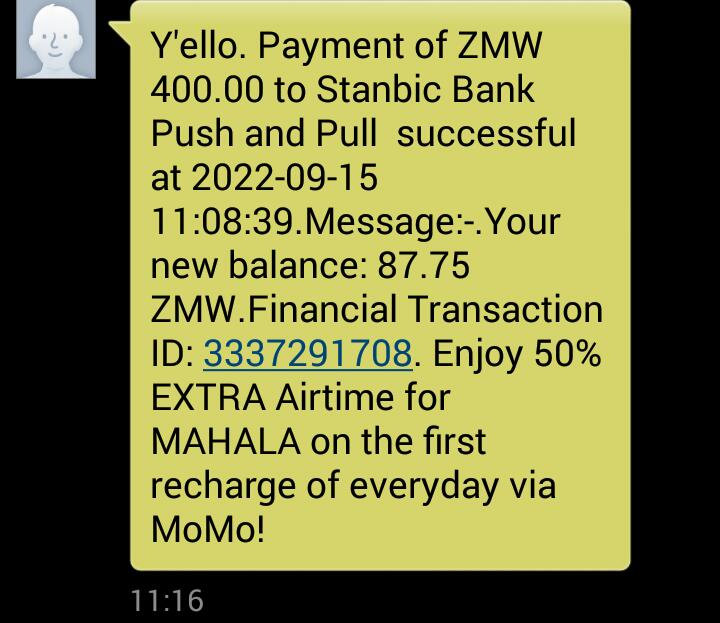 Y'ello. Payment of ZMW
400.00 to Stanbic Bank
Push and Pull  successful
at 2022-09-15
11:08:39.Message:-.Your
new balance: 87.75
ZMW.Financial Transaction
ID: 3337291708. Enjoy 50%
EXTRA Airtime for
MAHALA on the first
recharge of everyday via
MoMo!
11:16